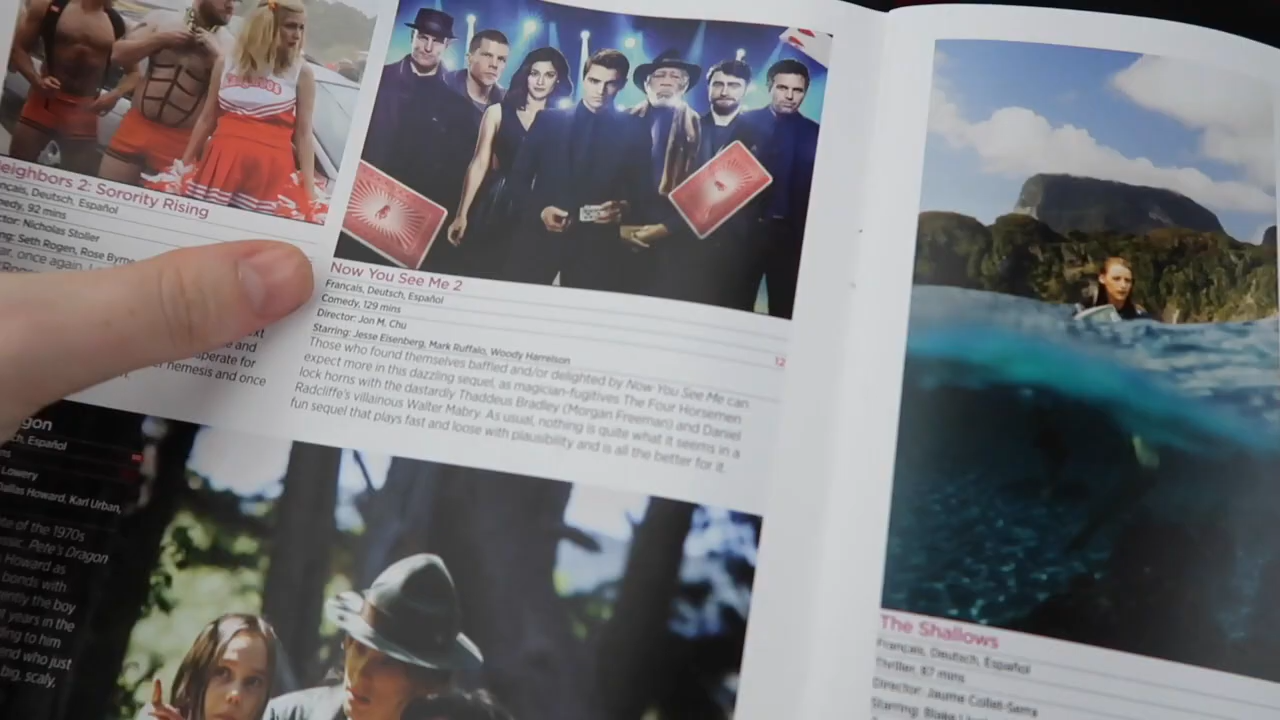 Neighbors 2: Sorority Rising
Français, Deutsch, Español
Comedy, 92 mins
Director: Nicholas Stoller
Starring: Seth Rogen, Rose Byrne
once again
and
nemesis and once
Now You See Me 2
Français, Deutsch, Español
Comedy, 129 mins
Director: Jon M. Chu
Starring: Jesse Eisenberg, Mark Ruffalo, Woody Harrelson
12
Those who found themselves baffled and/or delighted by Now You See Me can
expect more in this dazzling sequel, as magician-fugitives The Four Horsemen
lock horns with the dastardly Thaddeus Bradley (Morgan Freeman) and Daniel
Radcliffe's villainous Walter Mabry. As usual, nothing is quite what it seems in a
fun sequel that plays fast and loose with plausibility and is all the better for it.
gon
ch, Español
Lowery
Dallas Howard, Karl Urban,
of the 1970s
Pete's Dragon
Howard as
bonds with
the boy
years in the
to him
who just
big, scaly,
The Shallows
Français, Deutsch, Español
Thriller, 87 mins
Director: Jaume Collet-Serra
Starring: Blake